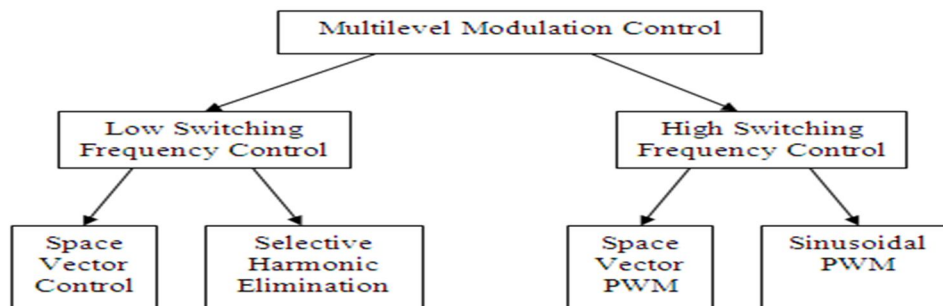 Multilevel Modulation Control
Low Switching
Frequency Control
High Switching
Frequency Control
Space
Vector
Control
Selective
Harmonic
Elimination
Space
Vector
PWM
Sinusoidal
PWM